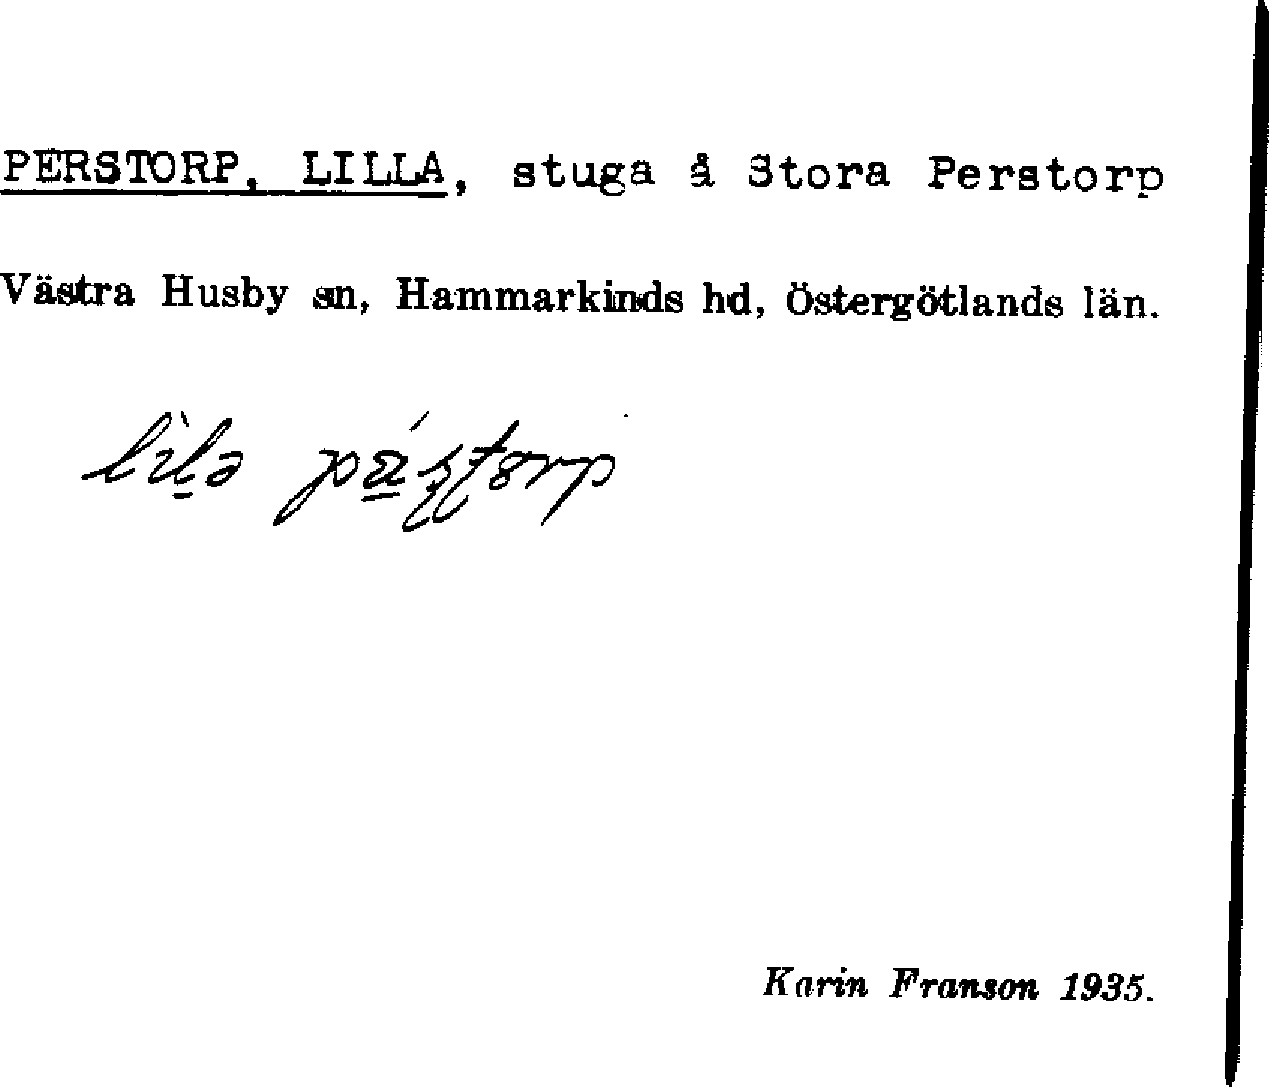 PERSTORP, LILLA, stuga å Stora Perstorp
Västra Husby sn, Hammarkinds hd, Östergötlands län.
Karin Franson 1935.